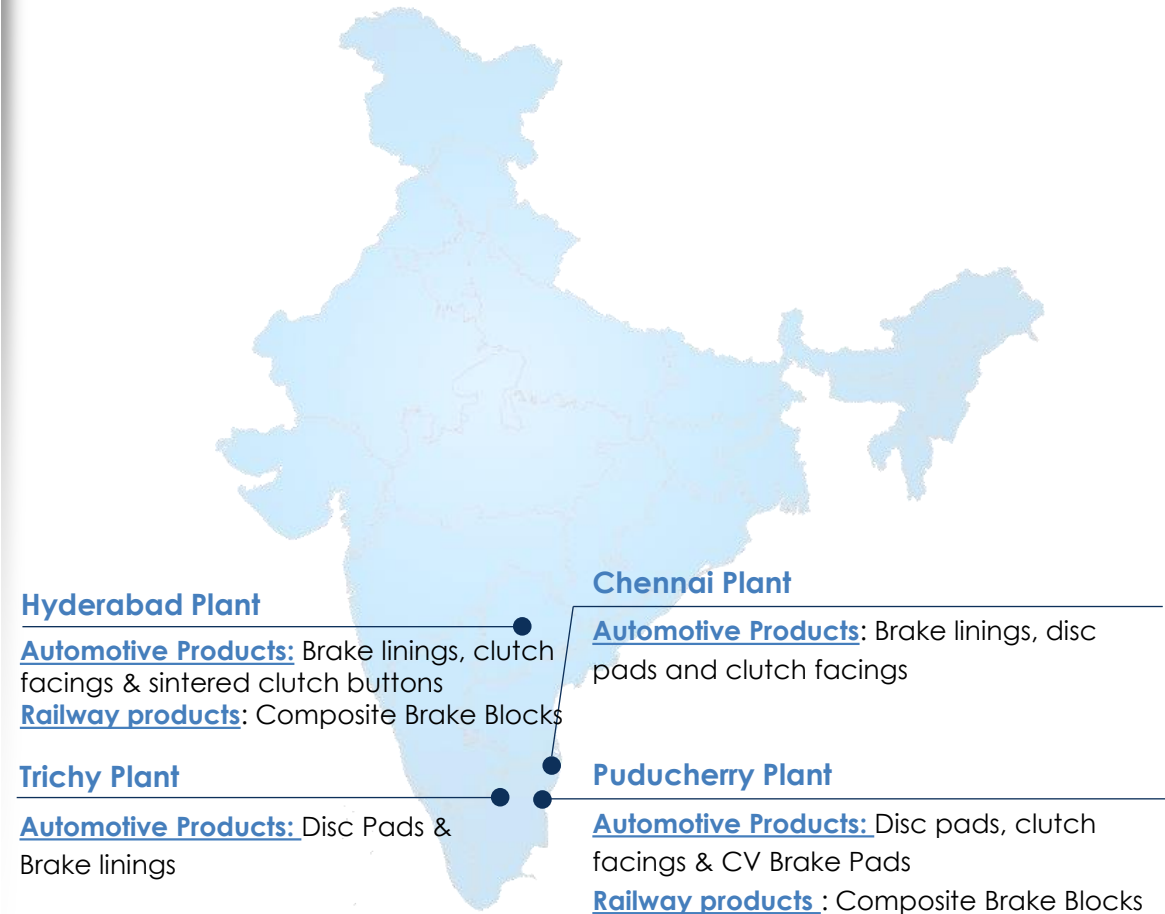 Hyderabad Plant
Automotive Products: Brake linings, clutch
facings & sintered clutch buttons
Railway products: Composite Brake Blocks
Chennai Plant
Automotive Products: Brake linings, disc
pads and clutch facings
Trichy Plant
Automotive Products: Disc Pads &
Brake linings
Puducherry Plant
Automotive Products: Disc pads, clutch
facings & CV Brake Pads
Railway products : Composite Brake Blocks